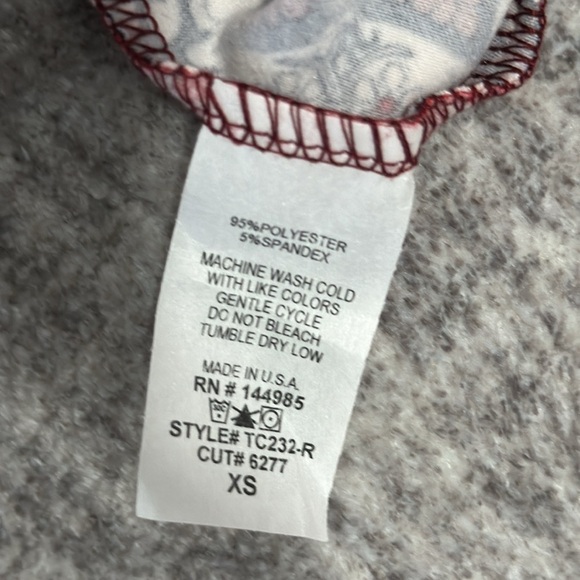 95%POLYESTER
5%SPANDEX
MACHINE WASH COLD
WITH LIKE COLORS
GENTLE CYCLE
DO NOT BLEACH
TUMBLE DRY LOW
MADE IN U.S.A.
RN # 144985
STYLE# TC232-R
CUT# 6277
XS